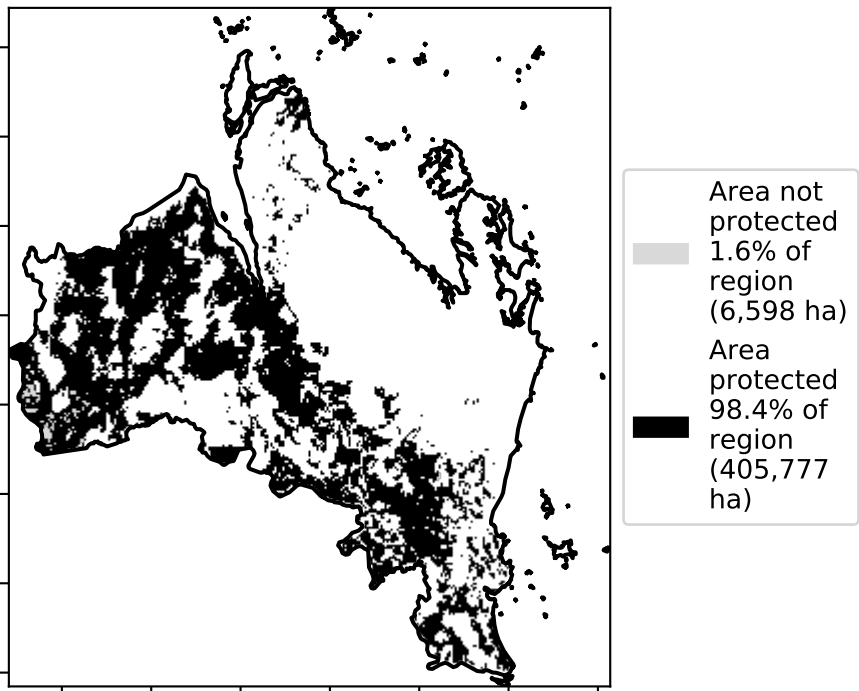 Area not
protected
1.6% of
region
(6,598 ha)
Area
protected
98.4% of
region
(405,777
ha)